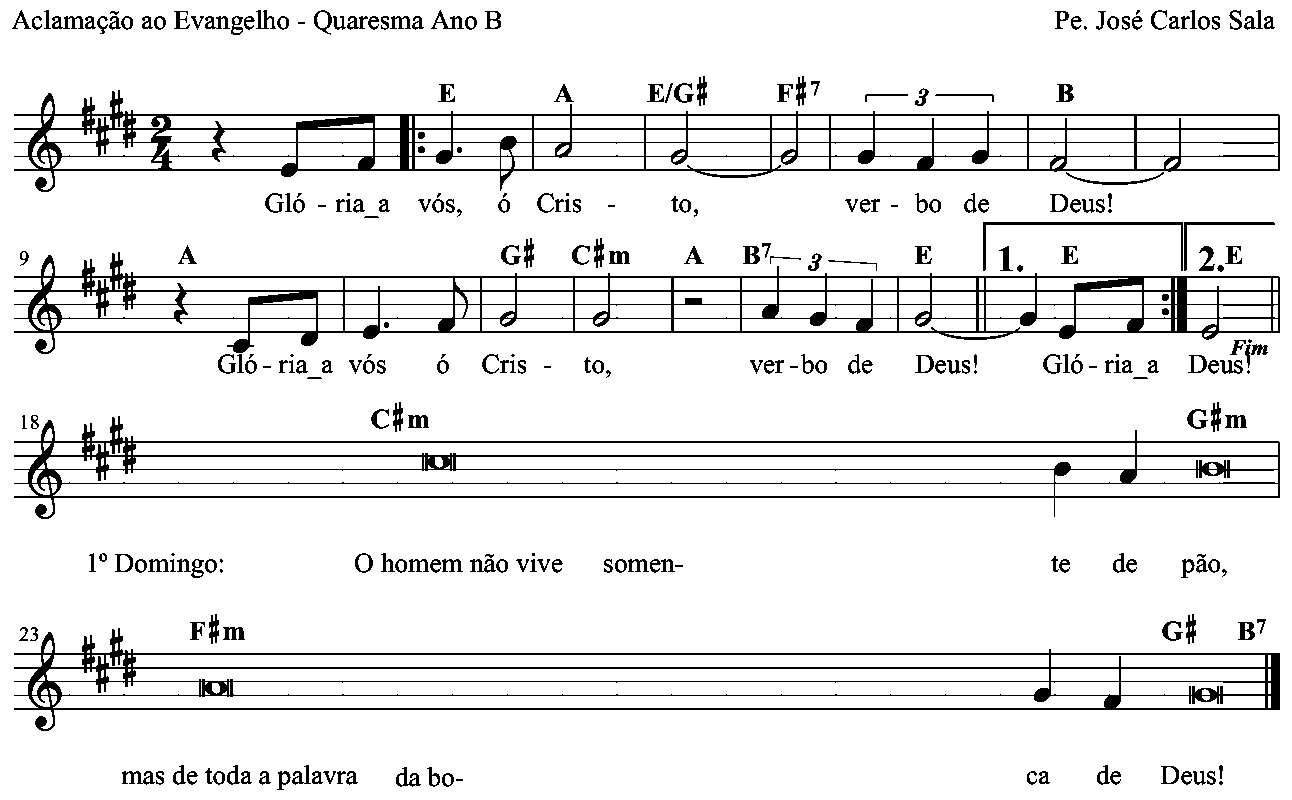 Aclamação ao Evangelho - Quaresma Ano B Pe. José Carlos Sala
E A E/G# F#7 3 B
2
4
Gló - ria_a vós, ó Cris - to, ver - bo de Deus!
9 A G# C#m A B7 3 E 1. E 2. E
Gló - ria_a vós ó Cris - to, ver - bo de Deus! Gló - ria_a Deus!
Fim
18 C#m G#m
1º Domingo: O homem não vive somen- te de pão,
23 F#m G# B7
mas de toda a palavra da bo- ca de Deus!